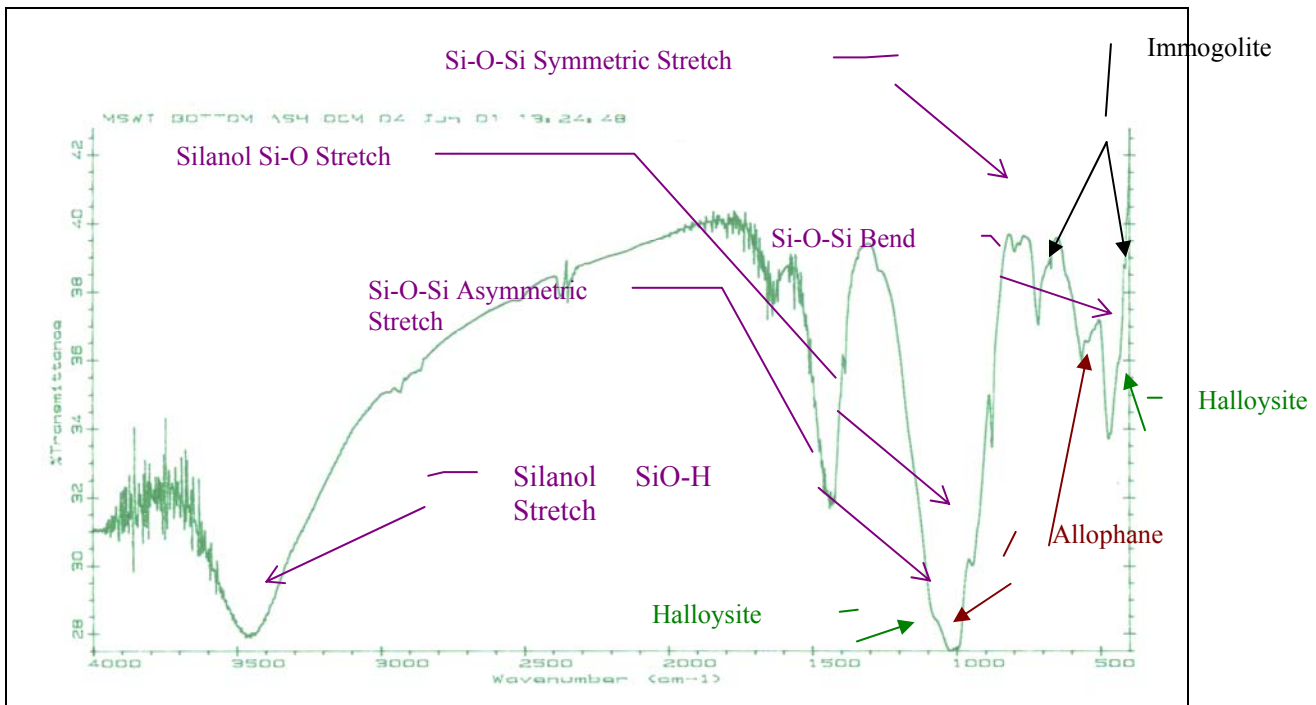 Immogolite
Si-O-Si Symmetric Stretch
MSWI BOTTOM ASH DCM 04 Jun 01 13:24:48
Silanol Si-O Stretch
Si-O-Si Bend
Si-O-Si Asymmetric
Stretch
Halloysite
Silanol SiO-H
Stretch
Allophane
Halloysite
%Transmittance
42
40
38
36
34
32
30
28
4000 3500 3000 2500 2000 1500 1000 500
Wavenumber (cm-1)